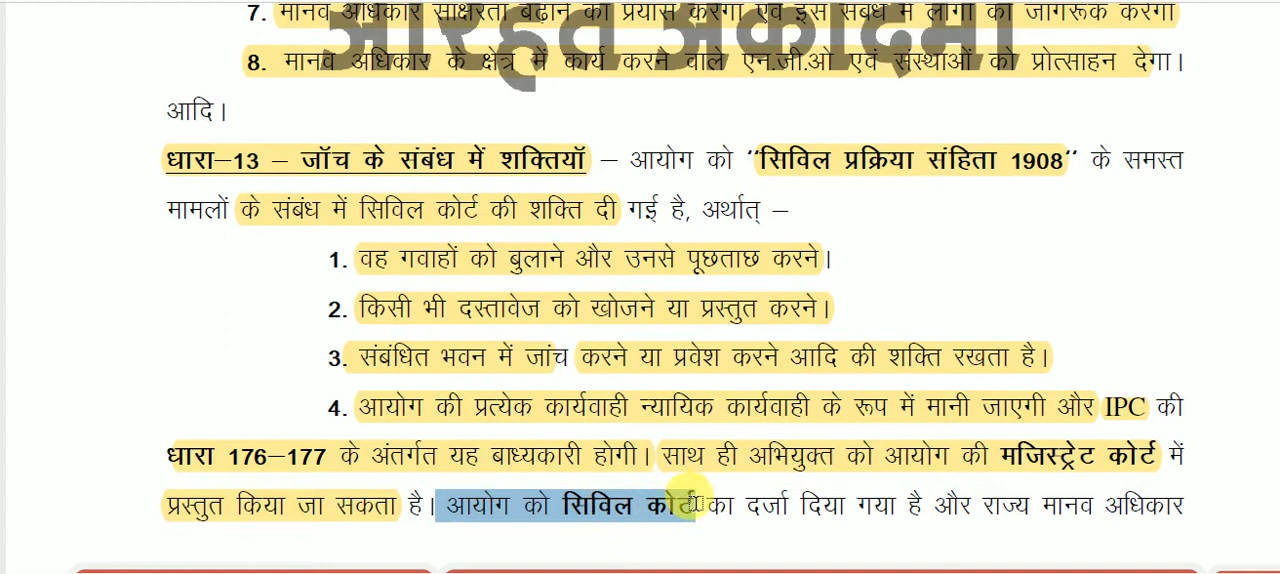 7. मानव अधिकार साक्षरता बढ़ाने का प्रयास करेगा एवं इस संबंध में लोगों को जागरूक करेगा
आरिहंत अकादमी
8. मानव अधिकार के क्षेत्र में कार्य करने वाले एन.जी.ओ एवं संस्थाओं को प्रोत्साहन देगा।
आदि।
धारा–13 – जॉच के संबंध में शक्तियॉ – आयोग को ''सिविल प्रक्रिया संहिता 1908'' के समस्त
मामलों के संबंध में सिविल कोर्ट की शक्ति दी गई है, अर्थात् –
1. वह गवाहों को बुलाने और उनसे पूछताछ करने।
2. किसी भी दस्तावेज को खोजने या प्रस्तुत करने।
3. संबंधित भवन में जांच करने या प्रवेश करने आदि की शक्ति रखता है।
4. आयोग की प्रत्येक कार्यवाही न्यायिक कार्यवाही के रूप में मानी जाएगी और IPC की
धारा 176–177 के अंतर्गत यह बाध्यकारी होगी। साथ ही अभियुक्त को आयोग की मजिस्ट्रेट कोर्ट में
प्रस्तुत किया जा सकता है। आयोग को सिविल कोर्ट का दर्जा दिया गया है और राज्य मानव अधिकार